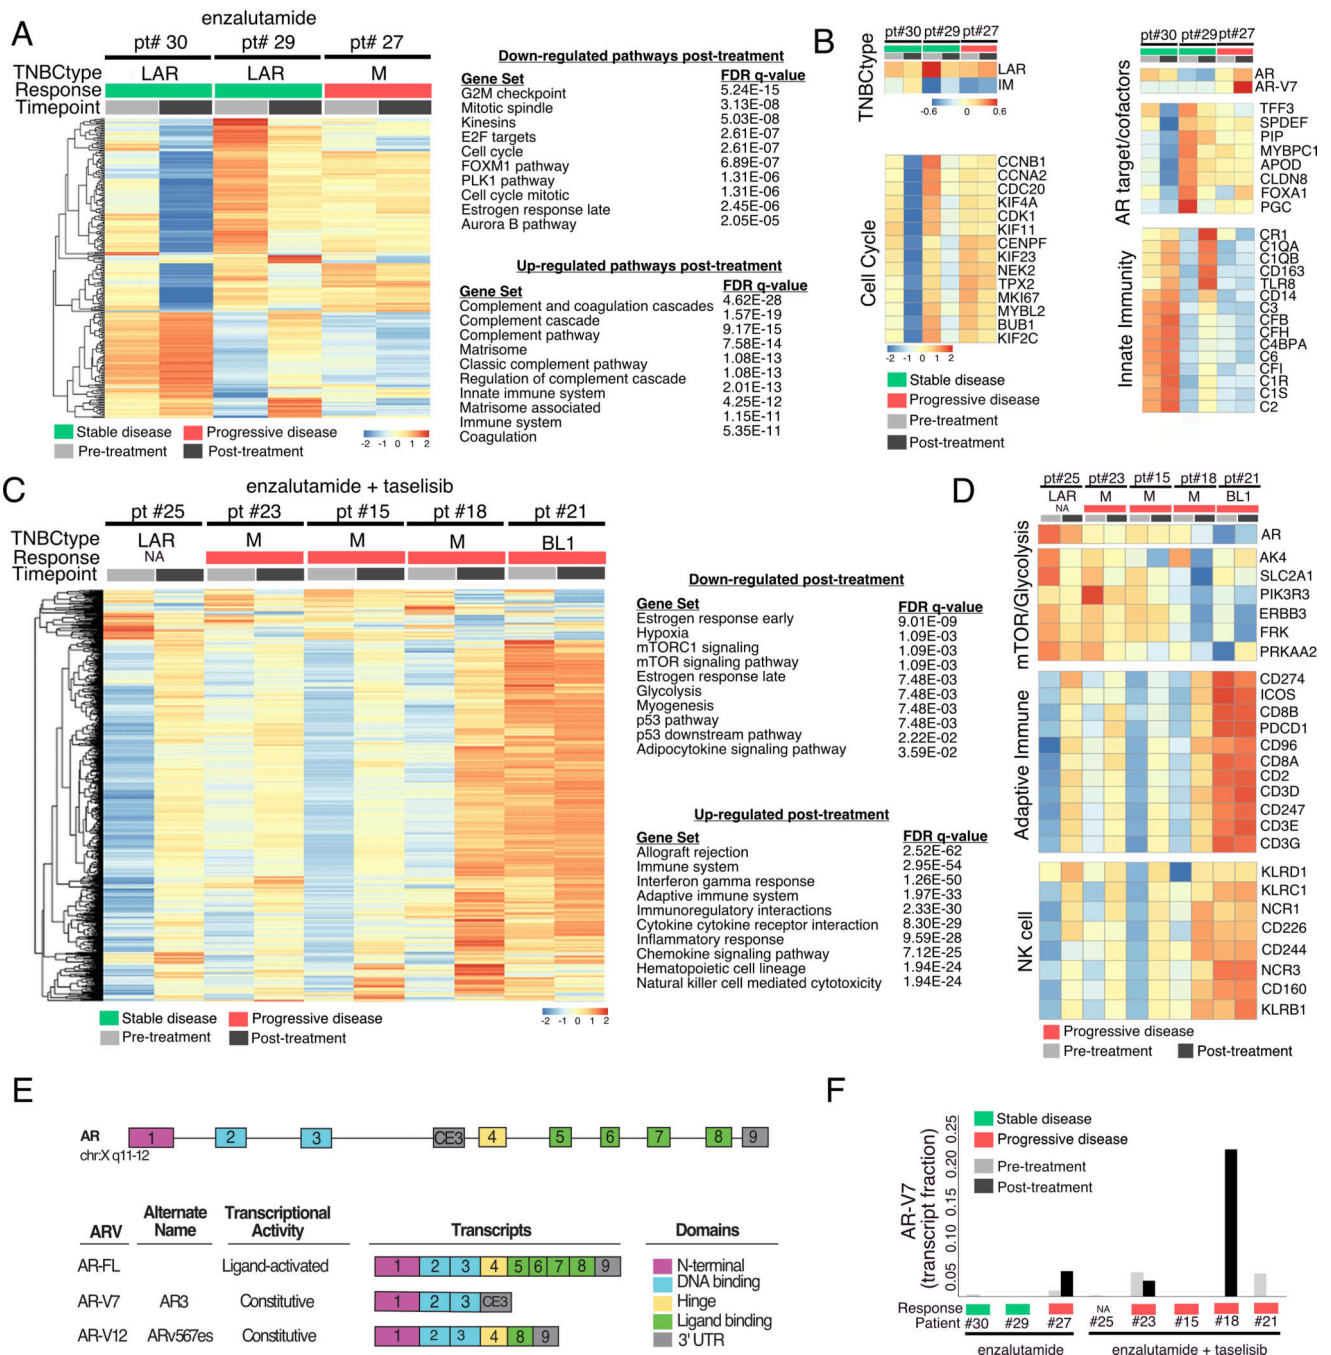 A
enzalutamide
pt# 30 pt# 29 pt# 27
TNBCtype LAR LAR M
Response
Timepoint
Stable disease Progressive disease
Pre-treatment Post-treatment
-2 -1 0 1 2
Down-regulated pathways post-treatment
Gene Set FDR q-value
G2M checkpoint 5.24E-15
Mitotic spindle 3.13E-08
Kinesins 5.03E-08
E2F targets 2.61E-07
Cell cycle 2.61E-07
FOXM1 pathway 6.89E-07
PLK1 pathway 1.31E-06
Cell cycle mitotic 1.31E-06
Estrogen response late 2.45E-06
Aurora B pathway 2.05E-05
Up-regulated pathways post-treatment
Gene Set FDR q-value
Complement and coagulation cascades 4.62E-28
Complement cascade 1.57E-19
Complement pathway 9.17E-15
Matrisome 7.58E-14
Classic complement pathway 1.08E-13
Regulation of complement cascade 1.08E-13
Innate immune system 2.01E-13
Matrisome associated 4.25E-12
Immune system 1.15E-11
Coagulation 5.35E-11
B
pt#30 pt#29 pt#27
TNBCtype
LAR
IM
-0.6 0 0.6
Cell Cycle
CCNB1
CCNA2
CDC20
KIF4A
CDK1
KIF11
CENPF
KIF23
NEK2
TPX2
MKI67
MYBL2
BUB1
KIF2C
-2 -1 0 1 2
Stable disease
Progressive disease
Pre-treatment
Post-treatment
pt#30 pt#29 pt#27
AR target/cofactors
AR
AR-V7
TFF3
SPDEF
PIP
MYBPC1
APOD
CLDN8
FOXA1
PGC
Innate Immunity
CR1
C1QA
C1QB
CD163
TLR8
CD14
C3
CFB
CFH
C4BPA
C6
CFI
C1R
C1S
C2
C
enzalutamide + taselisib
pt #25 pt #23 pt #15 pt #18 pt #21
TNBCtype LAR M M M BL1
Response NA
Timepoint
Stable disease Progressive disease
Pre-treatment Post-treatment
-2 -1 0 1 2
Down-regulated post-treatment
Gene Set FDR q-value
Estrogen response early 9.01E-09
Hypoxia 1.09E-03
mTORC1 signaling 1.09E-03
mTOR signaling pathway 1.09E-03
Estrogen response late 7.48E-03
Glycolysis 7.48E-03
Myogenesis 7.48E-03
p53 pathway 7.48E-03
p53 downstream pathway 2.22E-02
Adipocytokine signaling pathway 3.59E-02
Up-regulated post-treatment
Gene Set FDR q-value
Allograft rejection 2.52E-62
Immune system 2.95E-54
Interferon gamma response 1.26E-50
Adaptive immune system 1.97E-33
Immunoregulatory interactions 2.33E-30
Cytokine cytokine receptor interaction 8.30E-29
Inflammatory response 9.59E-28
Chemokine signaling pathway 7.12E-25
Hematopoietic cell lineage 1.94E-24
Natural killer cell mediated cytotoxicity 1.94E-24
D
pt#25 pt#23 pt#15 pt#18 pt#21
LAR M M M BL1
NA
mTOR/Glycolysis
AR
AK4
SLC2A1
PIK3R3
ERBB3
FRK
PRKAA2
Adaptive Immune
CD274
ICOS
CD8B
PDCD1
CD96
CD8A
CD2
CD3D
CD247
CD3E
CD3G
NK cell
KLRD1
KLRC1
NCR1
CD226
CD244
NCR3
CD160
KLRB1
Progressive disease
Pre-treatment Post-treatment
E
AR 1 2 3 CE3 4 5 6 7 8 9
chr:X q11-12
ARV Alternate Name Transcriptional Activity Transcripts Domains
AR-FL Ligand-activated 1 2 3 4 5 6 7 8 9
AR-V7 AR3 Constitutive 1 2 3 CE3
AR-V12 ARv567es Constitutive 1 2 3 4 8 9
N-terminal
DNA binding
Hinge
Ligand binding
3' UTR
F
Stable disease
Progressive disease
Pre-treatment
Post-treatment
AR-V7
(transcript fraction)
0.25
0.20
0.15
0.10
0.05
Response NA
Patient #30 #29 #27 #25 #23 #15 #18 #21
enzalutamide enzalutamide + taselisib